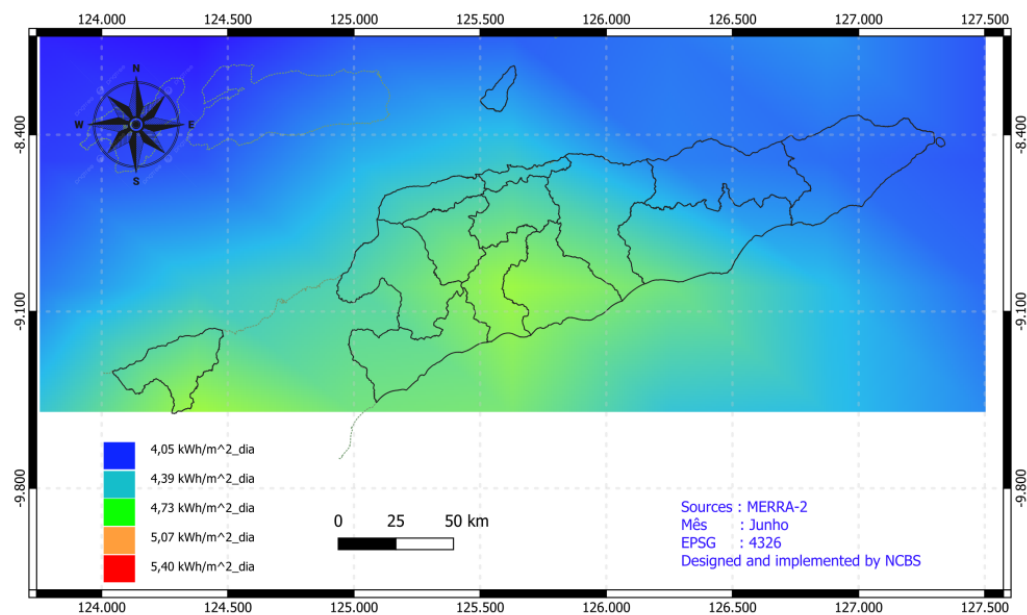 124.000 124.500 125.000 125.500 126.000 126.500 127.000 127.500
N
W E
S
-8.400 -8.400
-9.100 -9.100
-9.800 -9.800
4,05 kWh/m^2_dia
4,39 kWh/m^2_dia
4,73 kWh/m^2_dia
5,07 kWh/m^2_dia
5,40 kWh/m^2_dia
0 25 50 km
Sources : MERRA-2
Mês : Junho
EPSG : 4326
Designed and implemented by NCBS
124.000 124.500 125.000 125.500 126.000 126.500 127.000 127.500